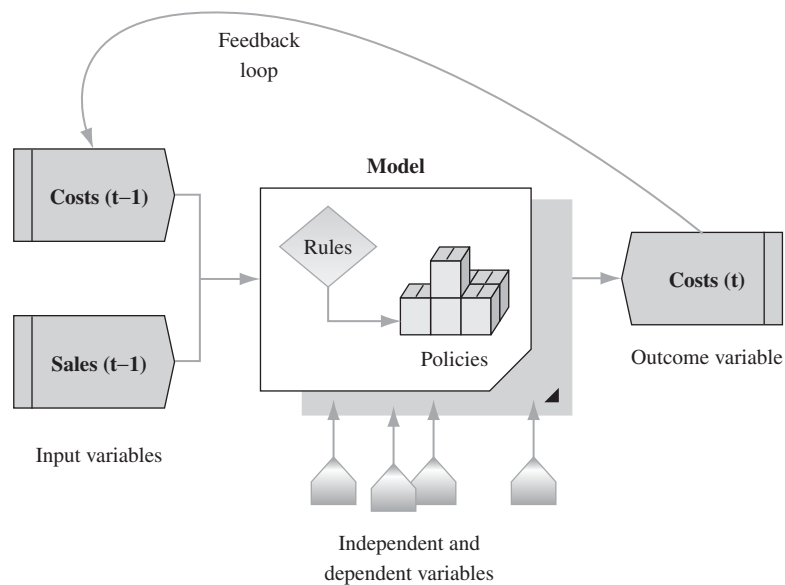 Feedback
loop
Model
Costs (t−1)
Rules
Costs (t)
Policies
Sales (t−1)
Outcome variable
Input variables
Independent and
dependent variables